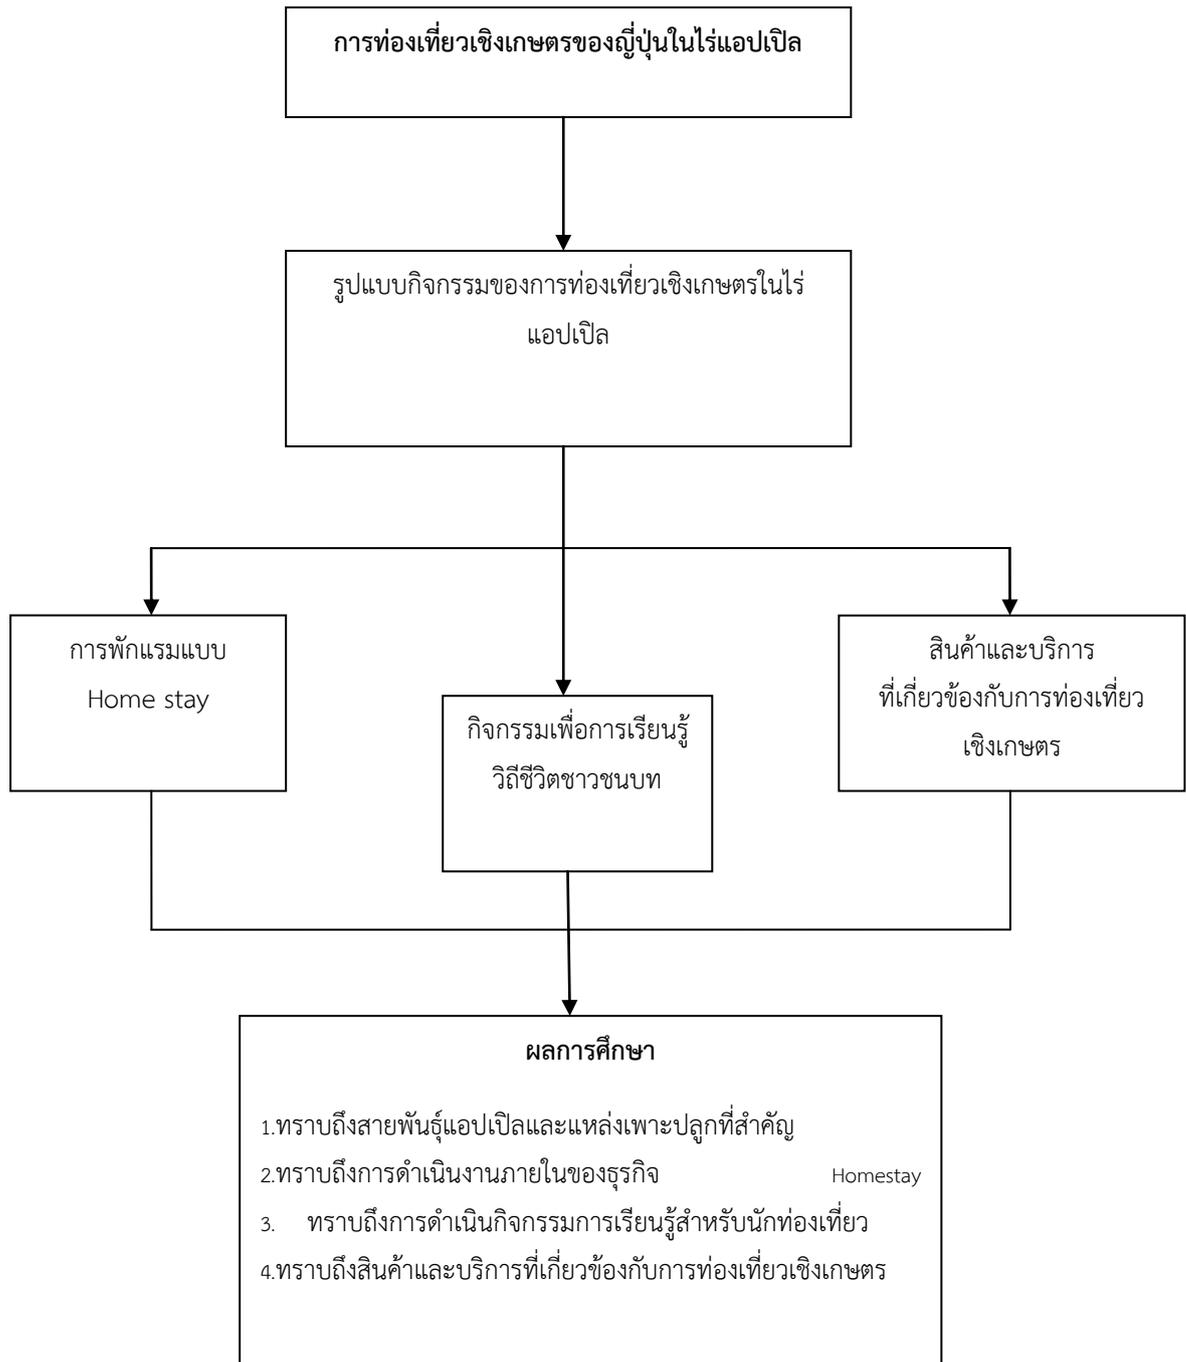 การท่องเที่ยวเชิงเกษตรของญี่ปุ่นในไร่แอปเปิล
รูปแบบกิจกรรมของการท่องเที่ยวเชิงเกษตรในไร่
แอปเปิล
การพักแรมแบบ
Home stay
กิจกรรมเพื่อการเรียนรู้
วิถีชีวิตชาวชนบท
สินค้าและบริการ
ที่เกี่ยวข้องกับการท่องเที่ยว
เชิงเกษตร
ผลการศึกษา
1.ทราบถึงสายพันธุ์แอปเปิลและแหล่งเพาะปลูกที่สำคัญ
2.ทราบถึงการดำเนินงานภายในของธุรกิจ Homestay
3. ทราบถึงการดำเนินกิจกรรมการเรียนรู้สำหรับนักท่องเที่ยว
4.ทราบถึงสินค้าและบริการที่เกี่ยวข้องกับการท่องเที่ยวเชิงเกษตร